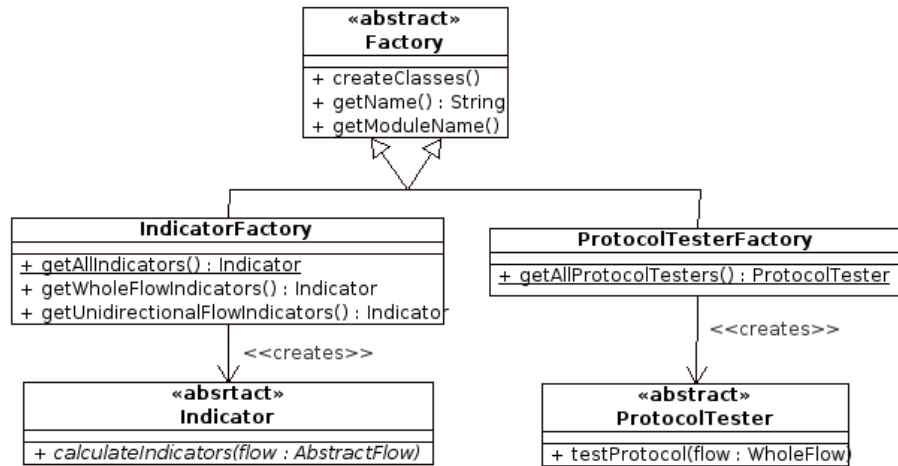 «abstract»
Factory
+ createClasses()
+ getName() : String
+ getModuleName()
IndicatorFactory
+ getAllIndicators() : Indicator
+ getWholeFlowIndicators() : Indicator
+ getUnidirectionalFlowIndicators() : Indicator
ProtocolTesterFactory
+ getAllProtocolTesters() : ProtocolTester
<<creates>>
<<creates>>
«absrtact»
Indicator
+ calculateIndicators(flow : AbstractFlow)
«abstract»
ProtocolTester
+ testProtocol(flow : WholeFlow)